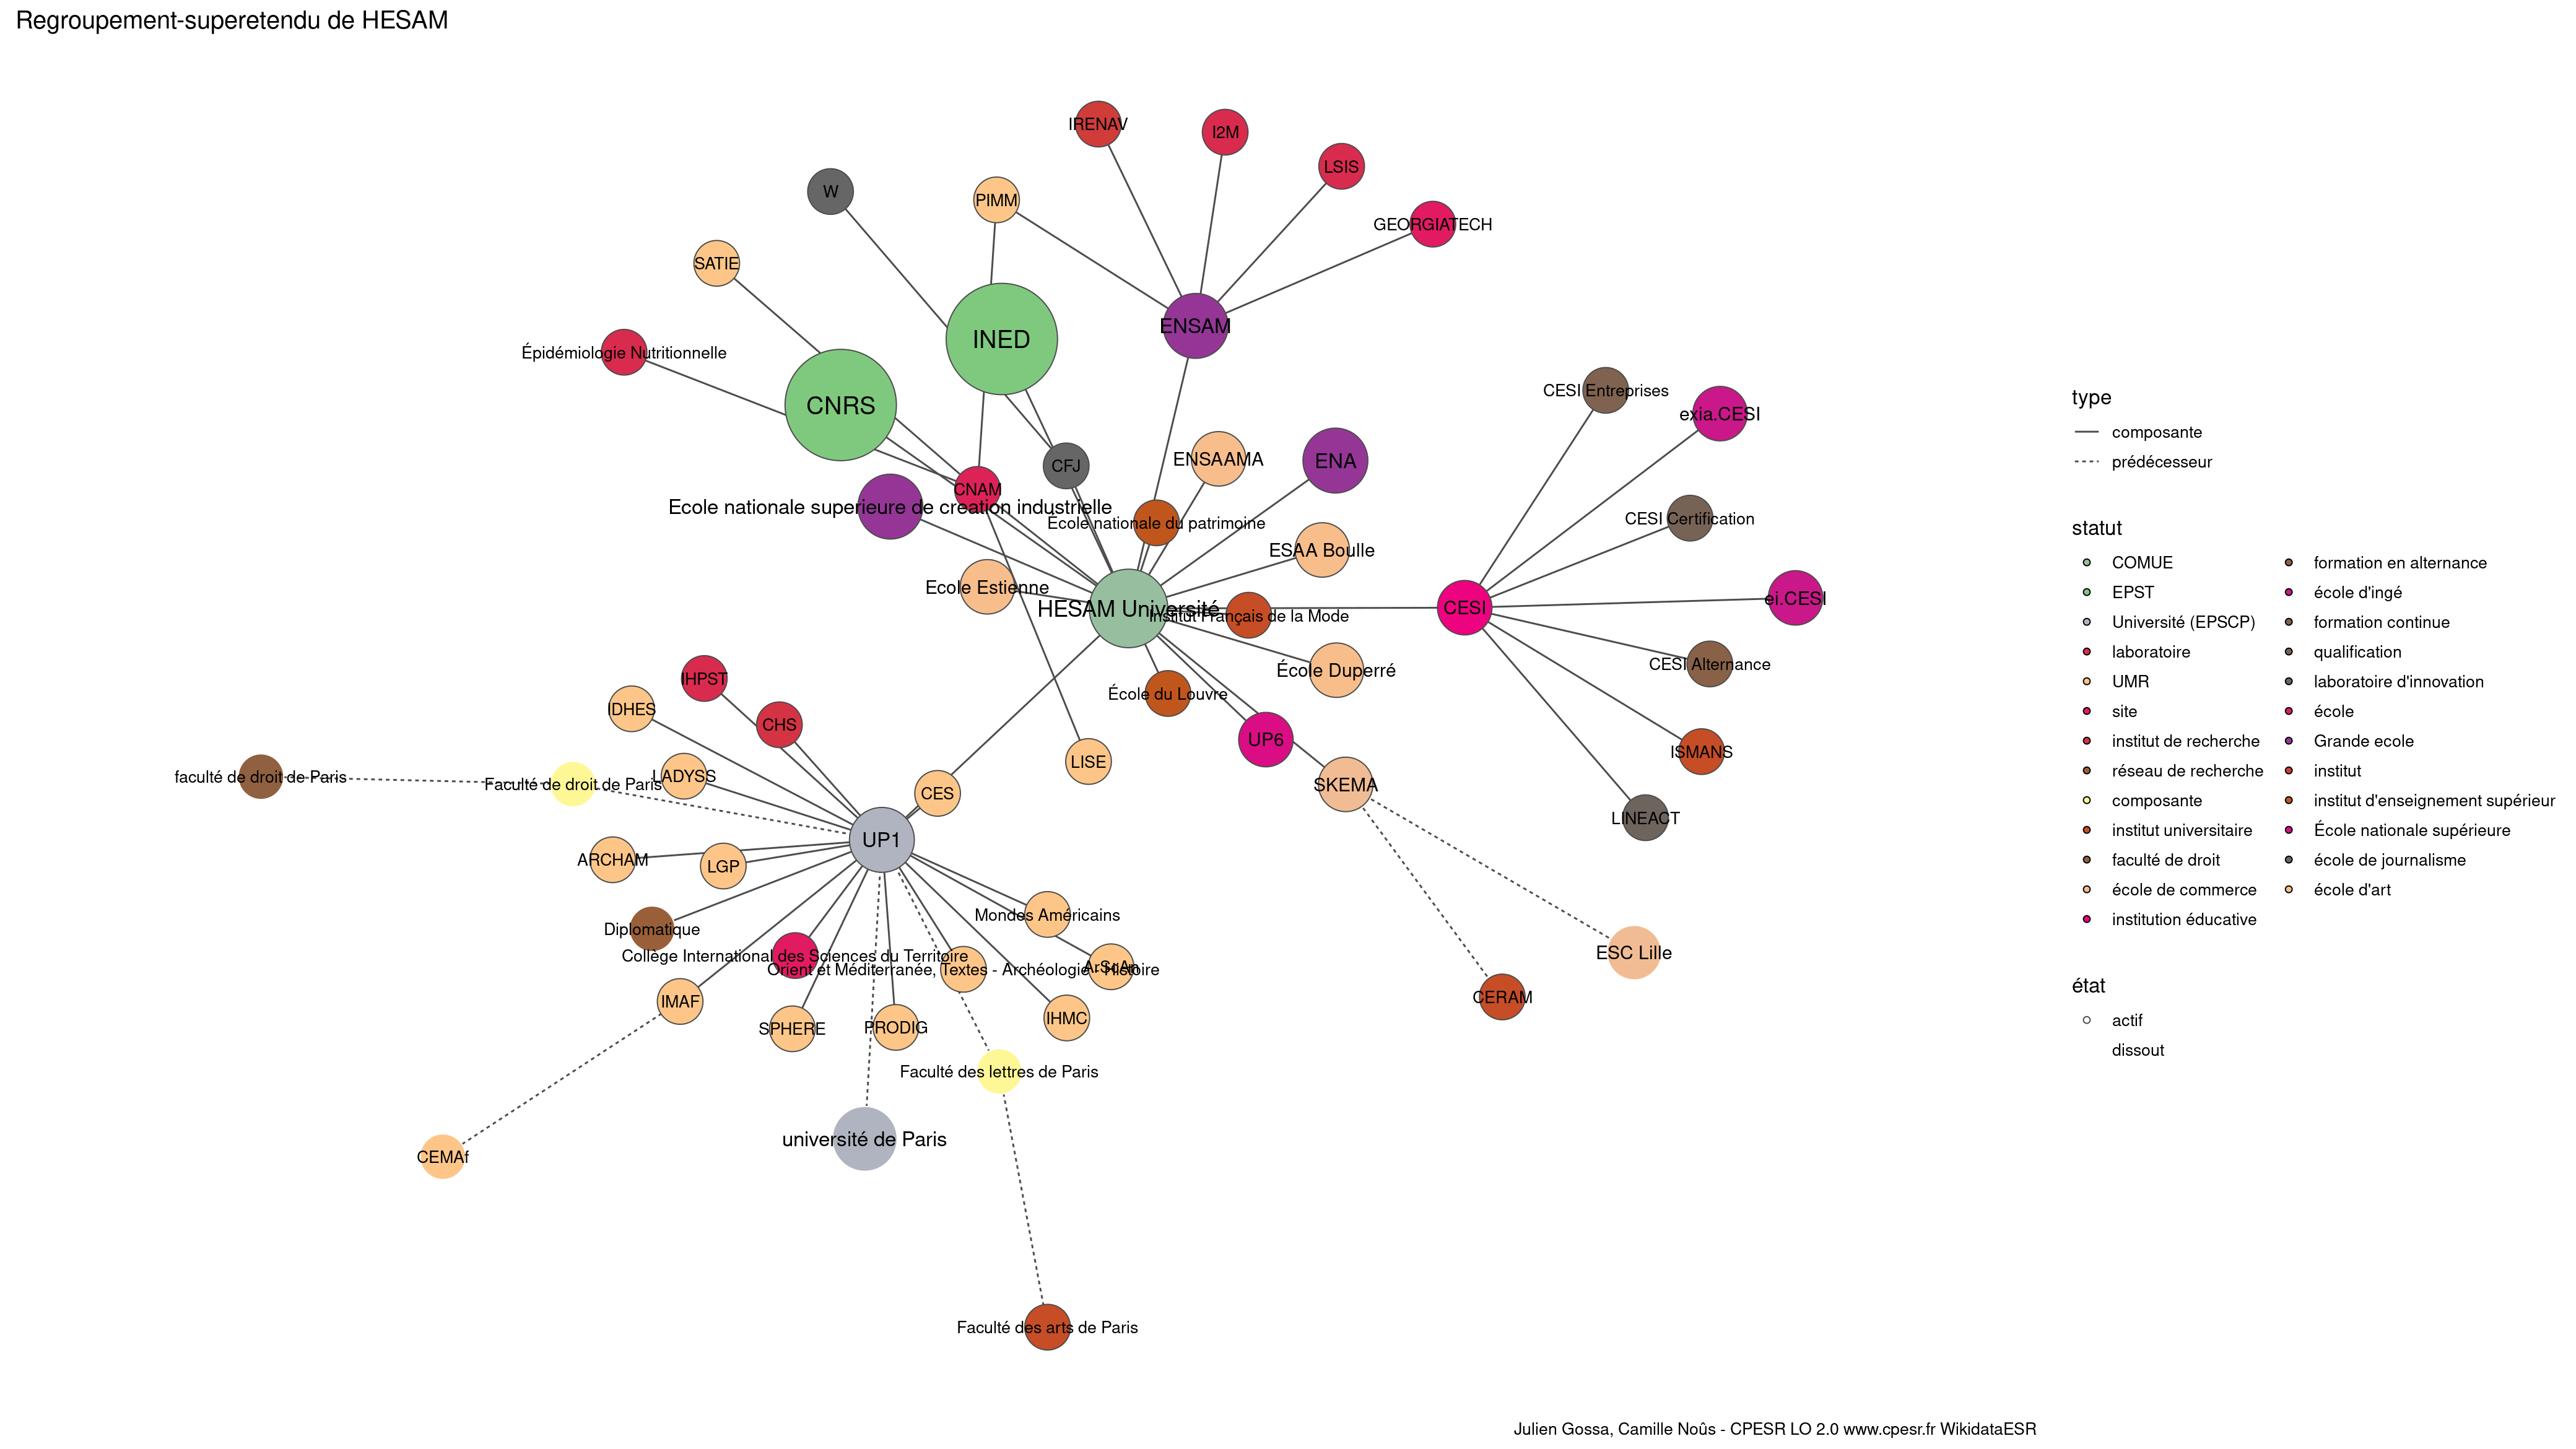 Regroupement-superetendu de HESAM
IRENAV
I2M
LSIS
W
PIMM
GEORGIATECH
SATIE
ENSAM
INED
Épidémiologie Nutritionnelle
CNRS
CESI Entreprises
exia.CESI
ENSAAMA
ENA
CFJ
CNAM
Ecole nationale superieure de creation industrielle
École nationale du patrimoine
CESI Certification
ESAA Boulle
Ecole Estienne
ei.CESI
HESAM Université
CESI
Institut Français de la Mode
CESI Alternance
École Duperré
IHPST
École du Louvre
IDHES
CHS
UP6
ISMANS
LISE
faculté de droit de Paris
Faculté de droit de Paris
LADYSS
SKEMA
CES
LINEACT
UP1
ARCHAM
LGP
Mondes Américains
Diplomatique
ESC Lille
Collège International des Sciences du Territoire
Orient et Méditerranée, Textes - Archéologie - Histoire
ArScAn
CERAM
IMAF
IHMC
SPHERE
PRODIG
Faculté des lettres de Paris
université de Paris
CEMAf
Faculté des arts de Paris
type
composante
prédécesseur
statut
COMUE
EPST
Université (EPSCP)
laboratoire
UMR
site
institut de recherche
réseau de recherche
composante
institut universitaire
faculté de droit
école de commerce
institution éducative
formation en alternance
école d'ingé
formation continue
qualification
laboratoire d'innovation
école
Grande ecole
institut
institut d'enseignement supérieur
École nationale supérieure
école de journalisme
école d'art
état
actif
dissout
Julien Gossa, Camille Noûs - CPESR LO 2.0 www.cpesr.fr WikidataESR